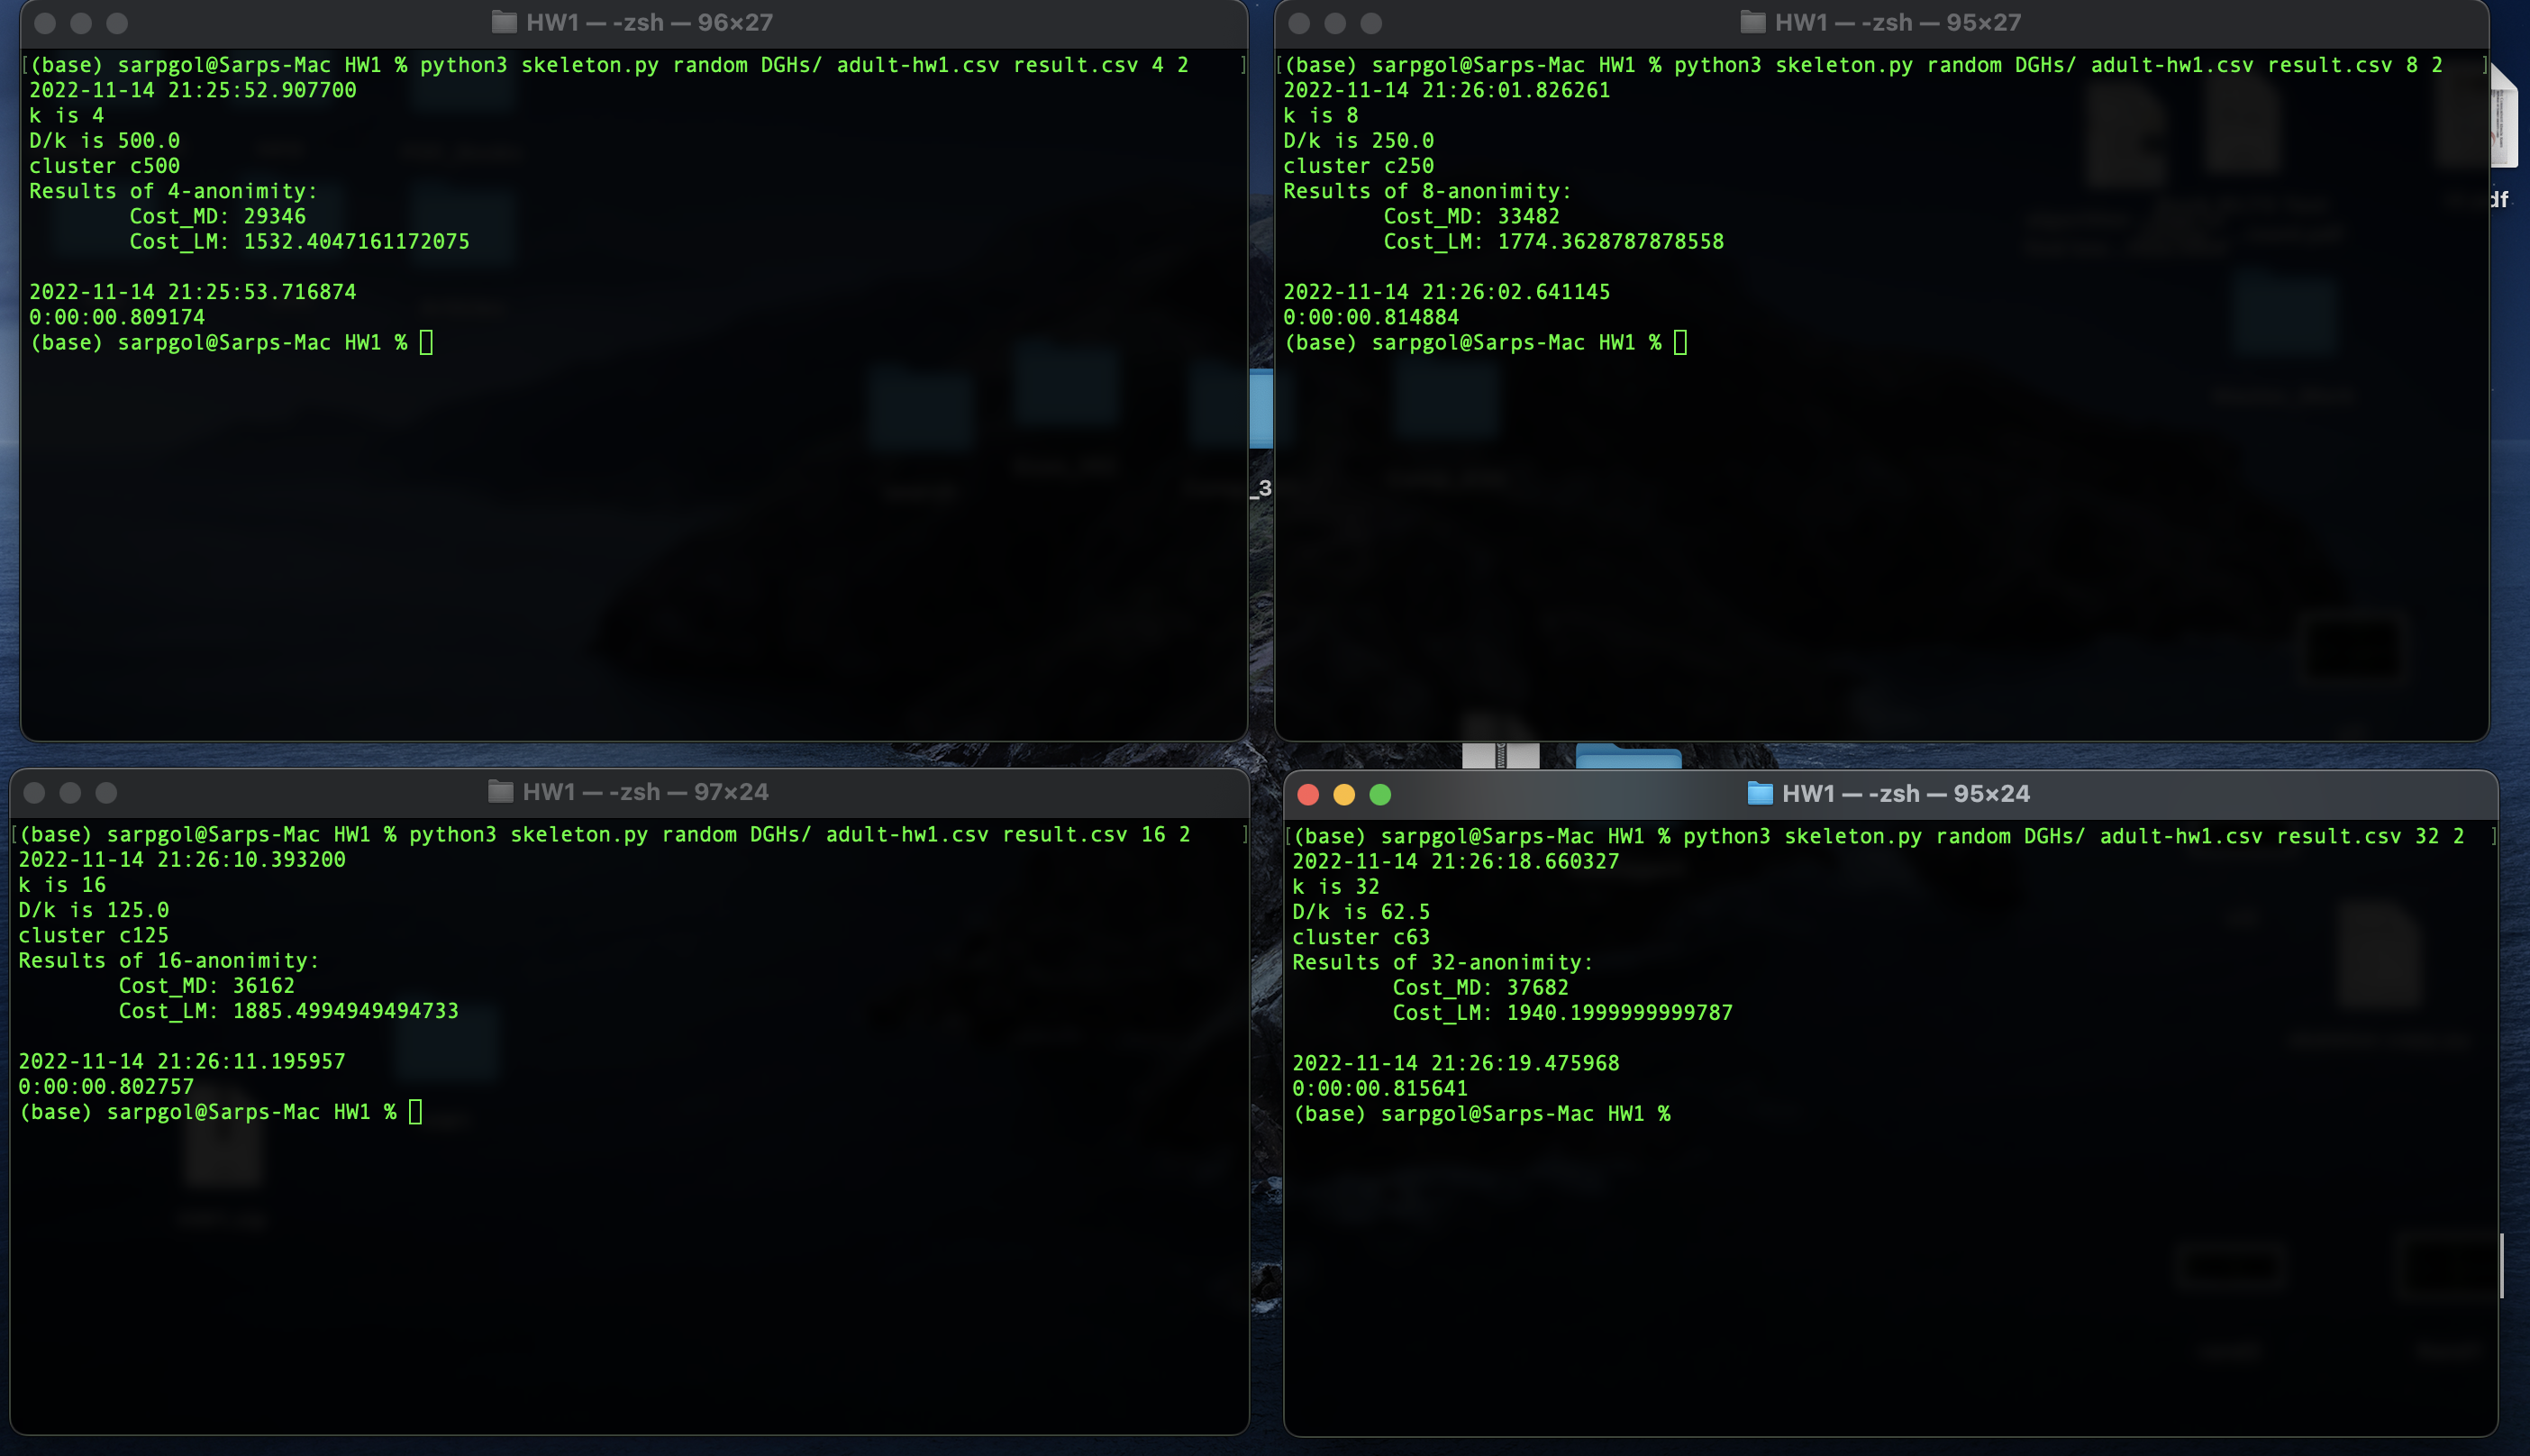 HW1 — -zsh — 96×27
(base) sarpgol@Sarps-Mac HW1 % python3 skeleton.py random DGHs/ adult-hw1.csv result.csv 4 2
2022-11-14 21:25:52.907700
k is 4
D/k is 500.0
cluster c500
Results of 4-anonimity:
Cost_MD: 29346
Cost_LM: 1532.4047161172075
2022-11-14 21:25:53.716874
0:00:00.809174
(base) sarpgol@Sarps-Mac HW1 %
HW1 — -zsh — 95×27
(base) sarpgol@Sarps-Mac HW1 % python3 skeleton.py random DGHs/ adult-hw1.csv result.csv 8 2
2022-11-14 21:26:01.826261
k is 8
D/k is 250.0
cluster c250
Results of 8-anonimity:
Cost_MD: 33482
Cost_LM: 1774.3628787878558
2022-11-14 21:26:02.641145
0:00:00.814884
(base) sarpgol@Sarps-Mac HW1 %
df
_3
HW1 — -zsh — 97×24
(base) sarpgol@Sarps-Mac HW1 % python3 skeleton.py random DGHs/ adult-hw1.csv result.csv 16 2
2022-11-14 21:26:10.393200
k is 16
D/k is 125.0
cluster c125
Results of 16-anonimity:
Cost_MD: 36162
Cost_LM: 1885.4994949494733
2022-11-14 21:26:11.195957
0:00:00.802757
(base) sarpgol@Sarps-Mac HW1 %
HW1 — -zsh — 95×24
(base) sarpgol@Sarps-Mac HW1 % python3 skeleton.py random DGHs/ adult-hw1.csv result.csv 32 2
2022-11-14 21:26:18.660327
k is 32
D/k is 62.5
cluster c63
Results of 32-anonimity:
Cost_MD: 37682
Cost_LM: 1940.1999999999787
2022-11-14 21:26:19.475968
0:00:00.815641
(base) sarpgol@Sarps-Mac HW1 %